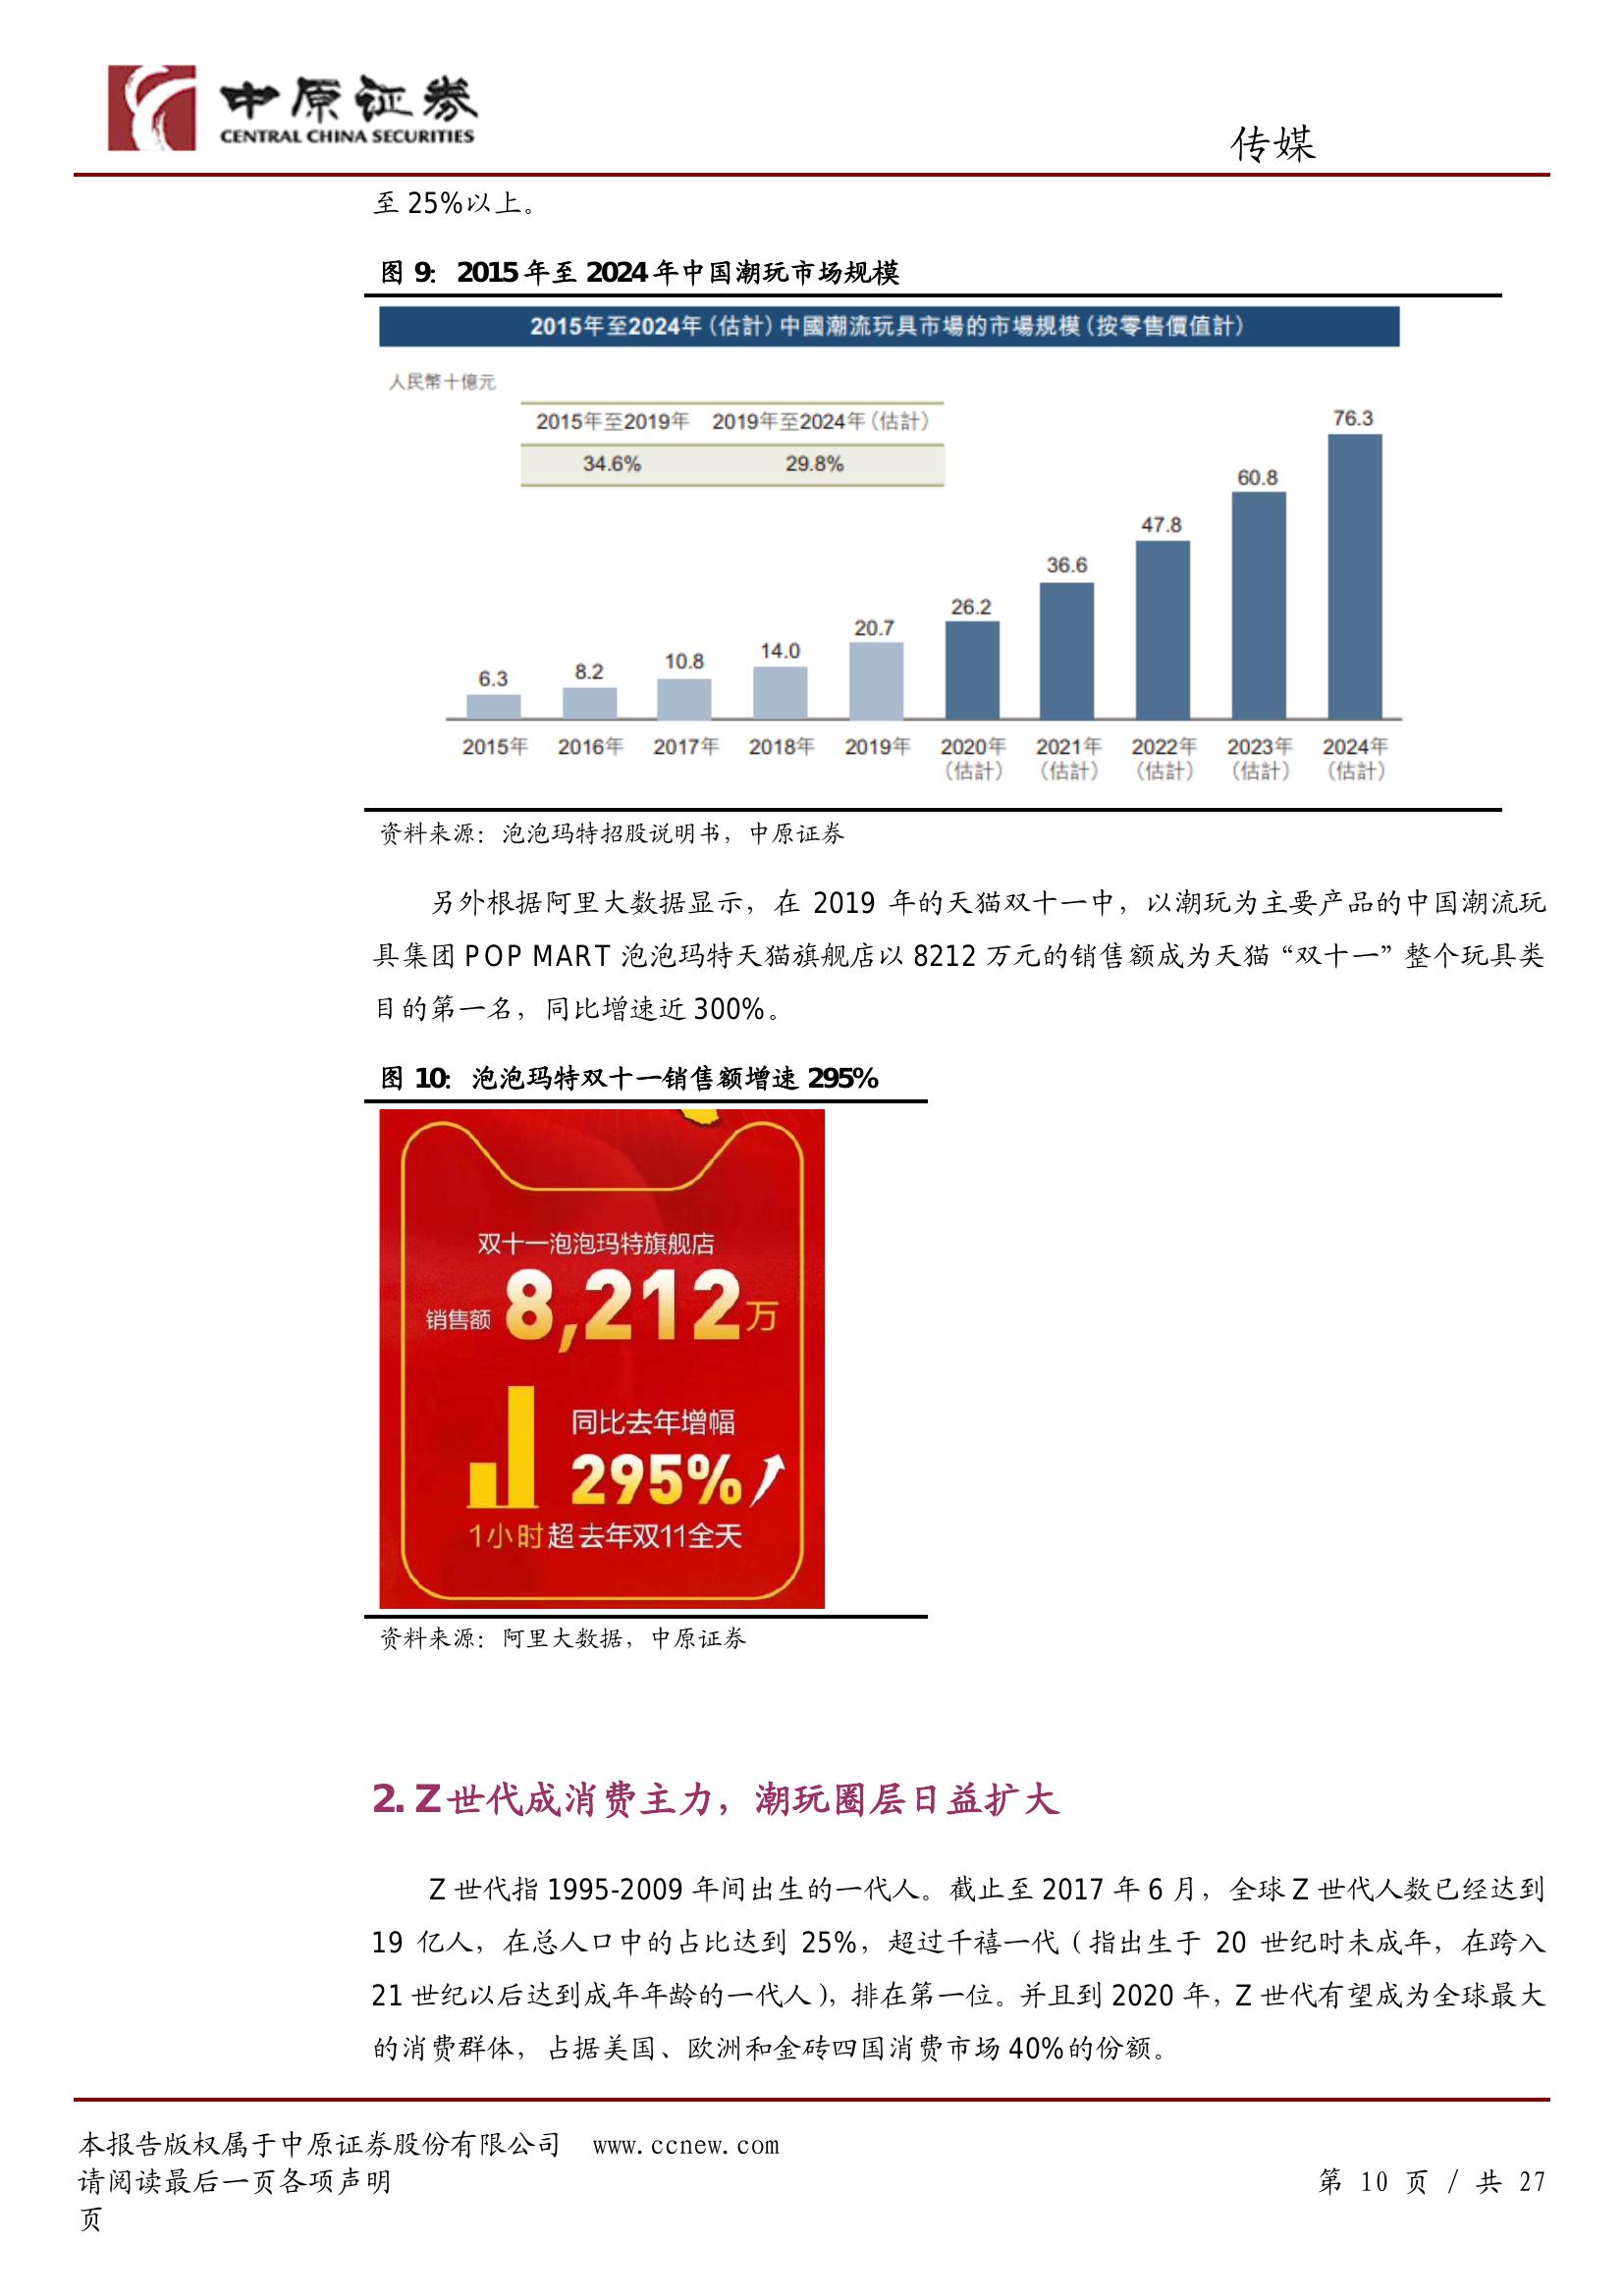 中原证券
CENTRAL CHINA SECURITIES
传媒
至 25%以上。
图 9: 2015 年至 2024 年中国潮玩市场规模
2015年至2024年（估計）中國潮流玩具市場的市場規模（按零售價值計）
人民幣十億元
2015年至2019年 2019年至2024年（估計）
34.6% 29.8%
6.3 8.2 10.8 14.0 20.7 26.2 36.6 47.8 60.8 76.3
2015年 2016年 2017年 2018年 2019年 2020年 2021年 2022年 2023年 2024年
（估計） （估計） （估計） （估計） （估計）
资料来源：泡泡玛特招股说明书，中原证券
另外根据阿里大数据显示，在 2019 年的天猫双十一中，以潮玩为主要产品的中国潮流玩
具集团 POP MART 泡泡玛特天猫旗舰店以 8212 万元的销售额成为天猫“双十一”整个玩具类
目的第一名，同比增速近 300%。
图 10: 泡泡玛特双十一销售额增速 295%
双十一泡泡玛特旗舰店
销售额 8,212万
同比去年增幅
295%
1小时超去年双11全天
资料来源：阿里大数据，中原证券
2. Z 世代成消费主力，潮玩圈层日益扩大
Z 世代指 1995-2009 年间出生的一代人。截止至 2017 年 6 月，全球 Z 世代人数已经达到
19 亿人，在总人口中的占比达到 25%，超过千禧一代（指出生于 20 世纪时未成年，在跨入
21 世纪以后达到成年年龄的一代人），排在第一位。并且到 2020 年，Z 世代有望成为全球最大
的消费群体，占据美国、欧洲和金砖四国消费市场 40%的份额。
本报告版权属于中原证券股份有限公司 www.ccnew.com
请阅读最后一页各项声明 第 10 页 / 共 27
页